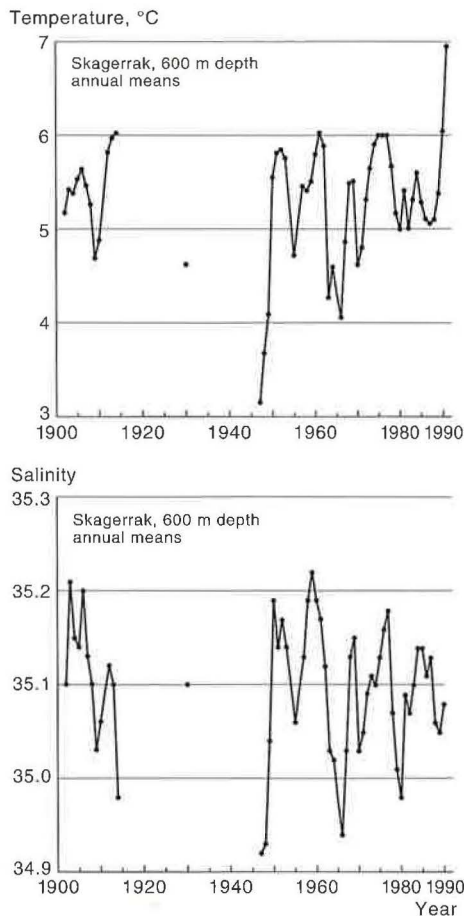 Temperature, °C
7
Skagerrak, 600 m depth
annual means
6
5
4
3
1900 1920 1940 1960 1980 1990
Salinity
35.3
Skagerrak, 600 m depth
annual means
35.2
35.1
35.0
34.9
1900 1920 1940 1960 1980 1990
Year